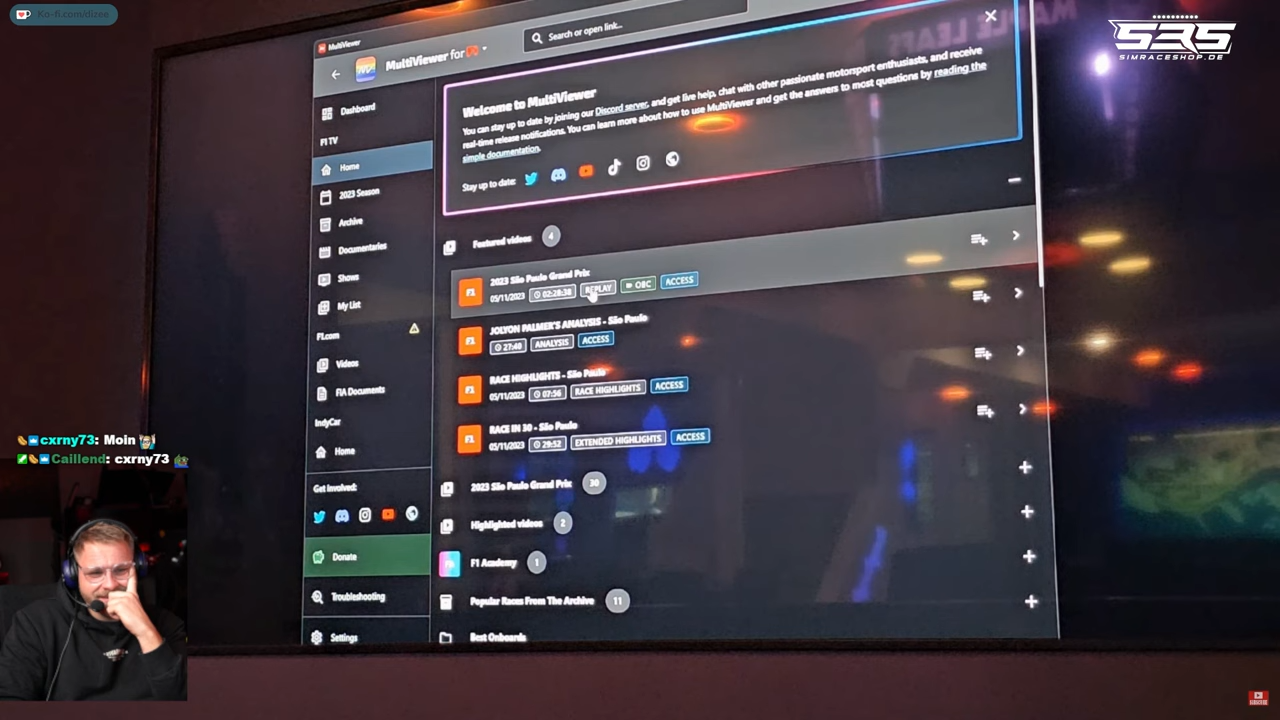 Ko-fi.com/dizee
SRS
SIMRACESHOP.DE
MAPLE LEAF
MultiViewer
MultiViewer for
Search or open link...
Dashboard
F1 TV
Home
2023 Season
Archive
Documentaries
Shows
My List
F1.com
Videos
FIA Documents
IndyCar
Home
Get involved:
Donate
Troubleshooting
Settings
Welcome to MultiViewer
You can stay up to date by joining our Discord server, and get live help, chat with other passionate motorsport enthusiasts, and receive
real-time release notifications. You can learn more about how to use MultiViewer and get the answers to most questions by reading the
simple documentation.
Stay up to date:
Featured videos 4
2023 São Paulo Grand Prix
05/11/2023 02:28:38 REPLAY OBC ACCESS
JOLYON PALMER'S ANALYSIS - São Paulo
27:40 ANALYSIS ACCESS
RACE HIGHLIGHTS - São Paulo
05/11/2023 07:56 RACE HIGHLIGHTS ACCESS
RACE IN 30 - São Paulo
05/11/2023 29:52 EXTENDED HIGHLIGHTS ACCESS
2023 São Paulo Grand Prix 30
Highlighted videos 2
F1 Academy 1
Popular Races From The Archive 11
Best Onboards
cxrny73: Moin
Caillend: cxrny73